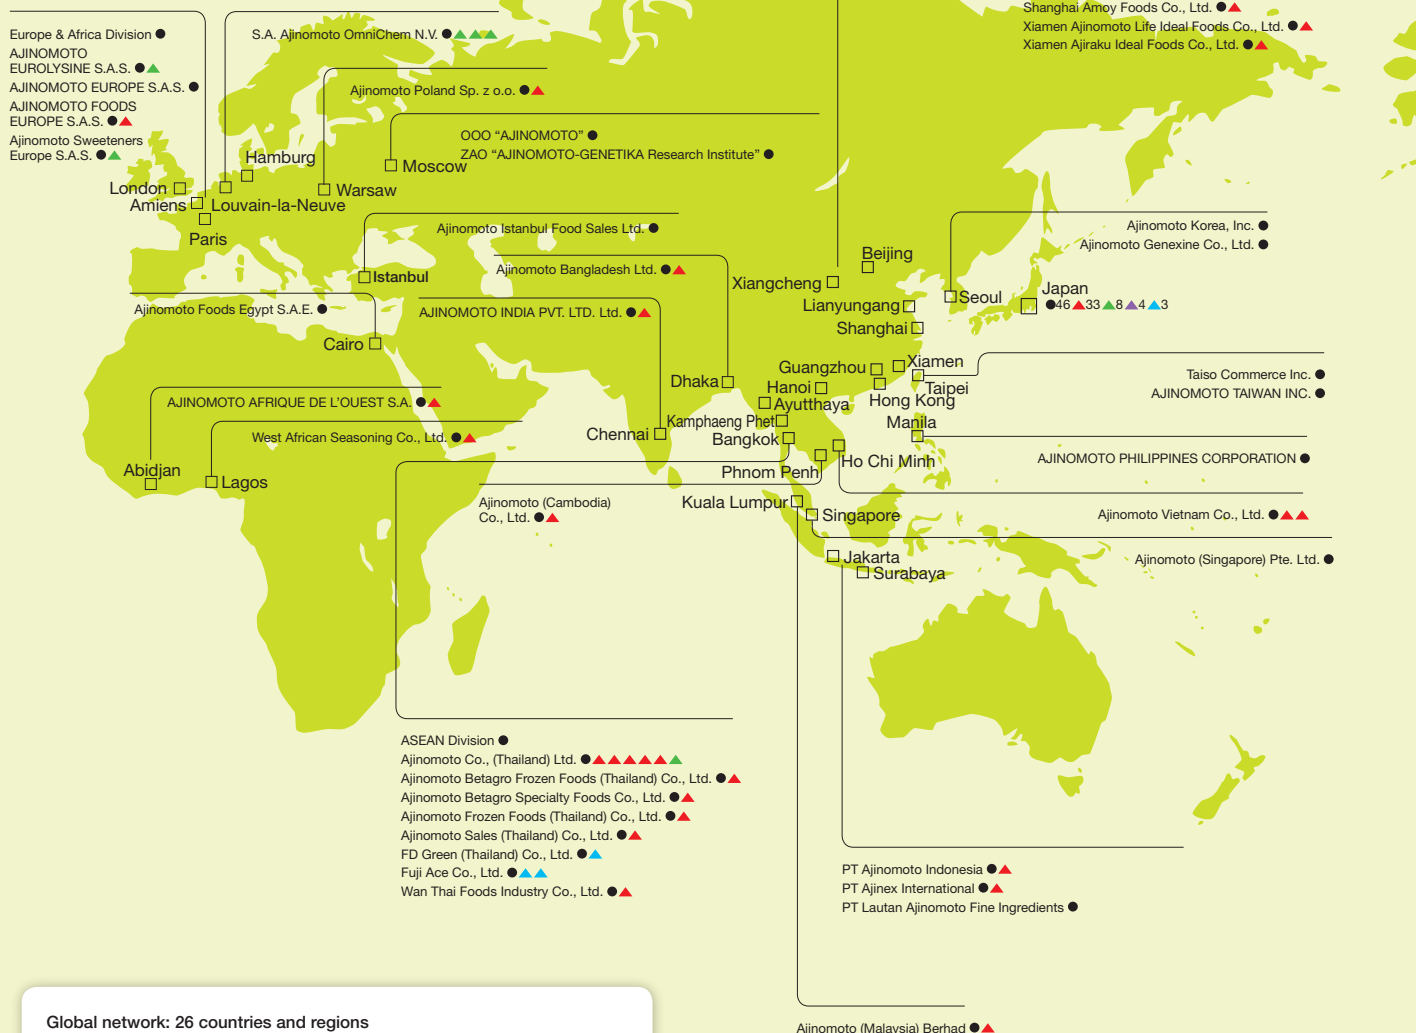 Shanghai Amoy Foods Co., Ltd.
Xiamen Ajinomoto Life Ideal Foods Co., Ltd.
Xiamen Ajiraku Ideal Foods Co., Ltd.
Europe & Africa Division
AJINOMOTO
EUROLYSINE S.A.S.
AJINOMOTO EUROPE S.A.S.
AJINOMOTO FOODS
EUROPE S.A.S.
Ajinomoto Sweeteners
Europe S.A.S.
S.A. Ajinomoto OmniChem N.V.
Ajinomoto Poland Sp. z o.o.
OOO “AJINOMOTO”
ZAO “AJINOMOTO-GENETIKA Research Institute”
Hamburg
Moscow
London
Warsaw
Amiens
Louvain-la-Neuve
Paris
Ajinomoto Istanbul Food Sales Ltd.
Istanbul
Ajinomoto Bangladesh Ltd.
Ajinomoto Foods Egypt S.A.E.
AJINOMOTO INDIA PVT. LTD. Ltd.
Cairo
Ajinomoto Korea, Inc.
Ajinomoto Genexine Co., Ltd.
Beijing
Xiangcheng
Lianyungang
Seoul
Japan
46 33 8 4 3
Shanghai
Xiamen
Guangzhou
Taipei
Hong Kong
Taiso Commerce Inc.
AJINOMOTO TAIWAN INC.
Dhaka
Hanoi
Ayutthaya
Kamphaeng Phet
Manila
Chennai
Bangkok
Phnom Penh
Ho Chi Minh
AJINOMOTO PHILIPPINES CORPORATION
AJINOMOTO AFRIQUE DE L’OUEST S.A.
West African Seasoning Co., Ltd.
Abidjan
Lagos
Ajinomoto (Cambodia)
Co., Ltd.
Kuala Lumpur
Singapore
Ajinomoto Vietnam Co., Ltd.
Jakarta
Surabaya
Ajinomoto (Singapore) Pte. Ltd.
ASEAN Division
Ajinomoto Co., (Thailand) Ltd.
Ajinomoto Betagro Frozen Foods (Thailand) Co., Ltd.
Ajinomoto Betagro Specialty Foods Co., Ltd.
Ajinomoto Frozen Foods (Thailand) Co., Ltd.
Ajinomoto Sales (Thailand) Co., Ltd.
FD Green (Thailand) Co., Ltd.
Fuji Ace Co., Ltd.
Wan Thai Foods Industry Co., Ltd.
PT Ajinomoto Indonesia
PT Ajinex International
PT Lautan Ajinomoto Fine Ingredients
Global network: 26 countries and regions
Ajinomoto (Malaysia) Berhad